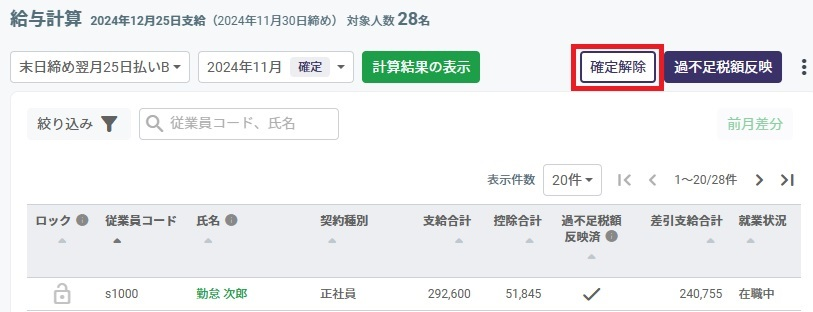 給与計算 2024年12月25日支給（2024年11月30日締め） 対象人数 28名
末日締め翌月25日払いB 2024年11月 確定 計算結果の表示 確定解除 過不足税額反映
絞り込み 従業員コード、氏名 前月差分
表示件数 20件 1〜20/28件
ロック 従業員コード 氏名 契約種別 支給合計 控除合計 過不足税額 差引支給合計 就業状況
反映済
s1000 勤怠 次郎 正社員 292,600 51,845 240,755 在職中